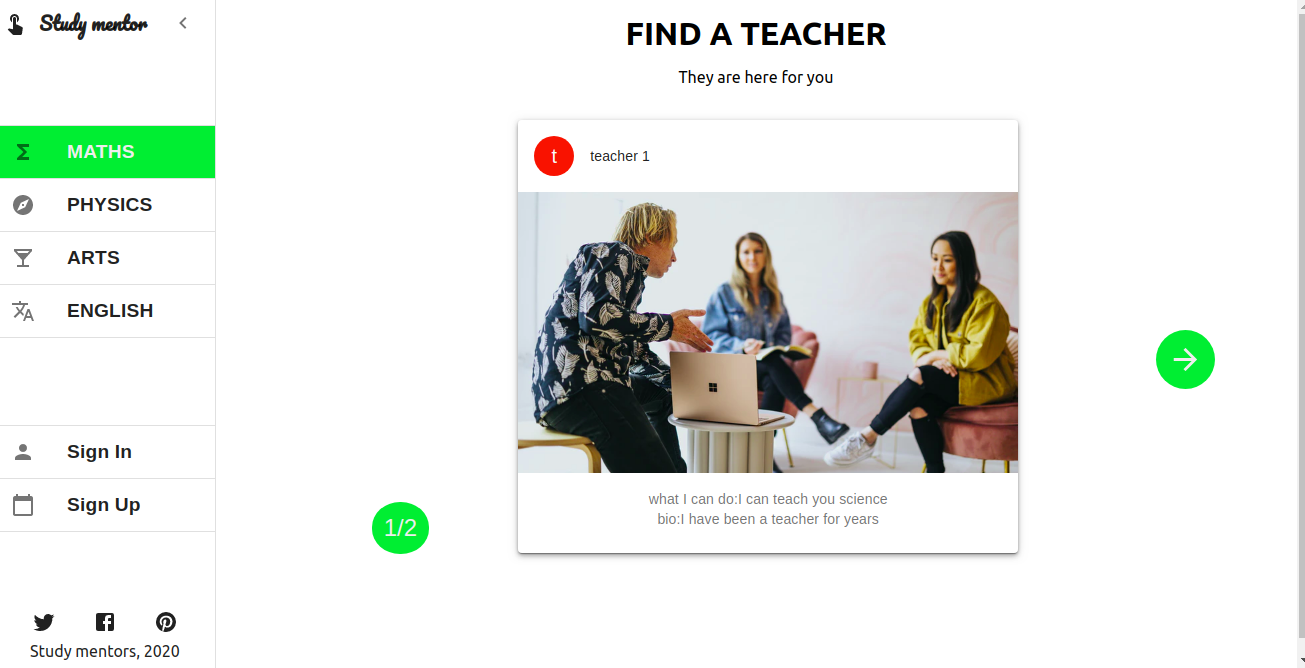 Study mentor
MATHS
PHYSICS
ARTS
ENGLISH
Sign In
Sign Up
Study mentors, 2020
FIND A TEACHER
They are here for you
t
teacher 1
what I can do:I can teach you science
bio:I have been a teacher for years
1/2